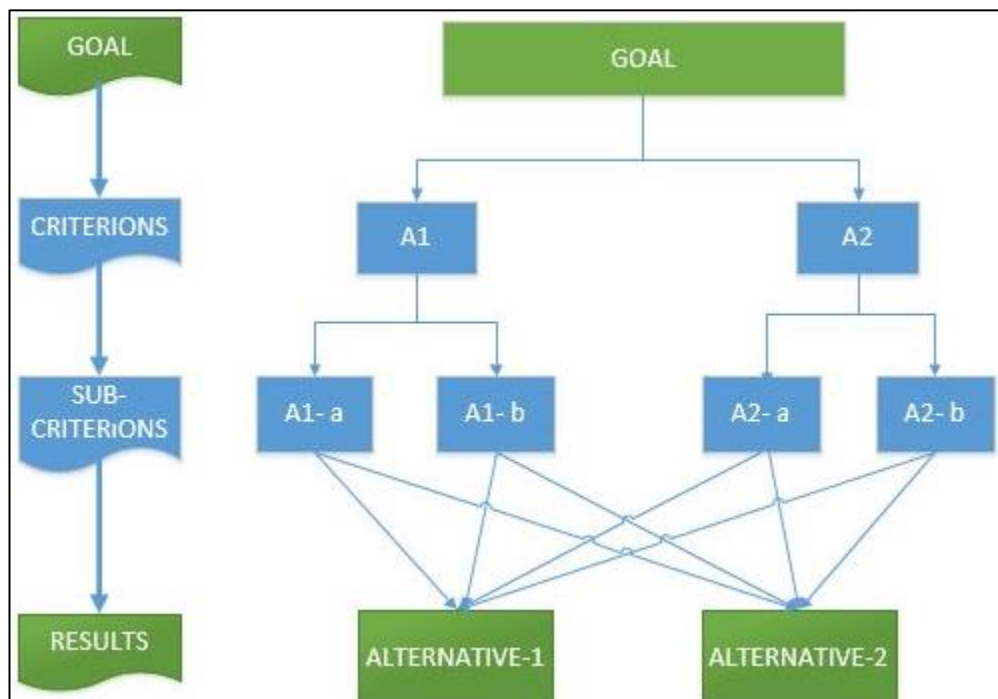 GOAL
GOAL
CRITERIONS
A1
A2
SUB-
CRITERiONS
A1- a
A1- b
A2- a
A2- b
RESULTS
ALTERNATIVE-1
ALTERNATIVE-2